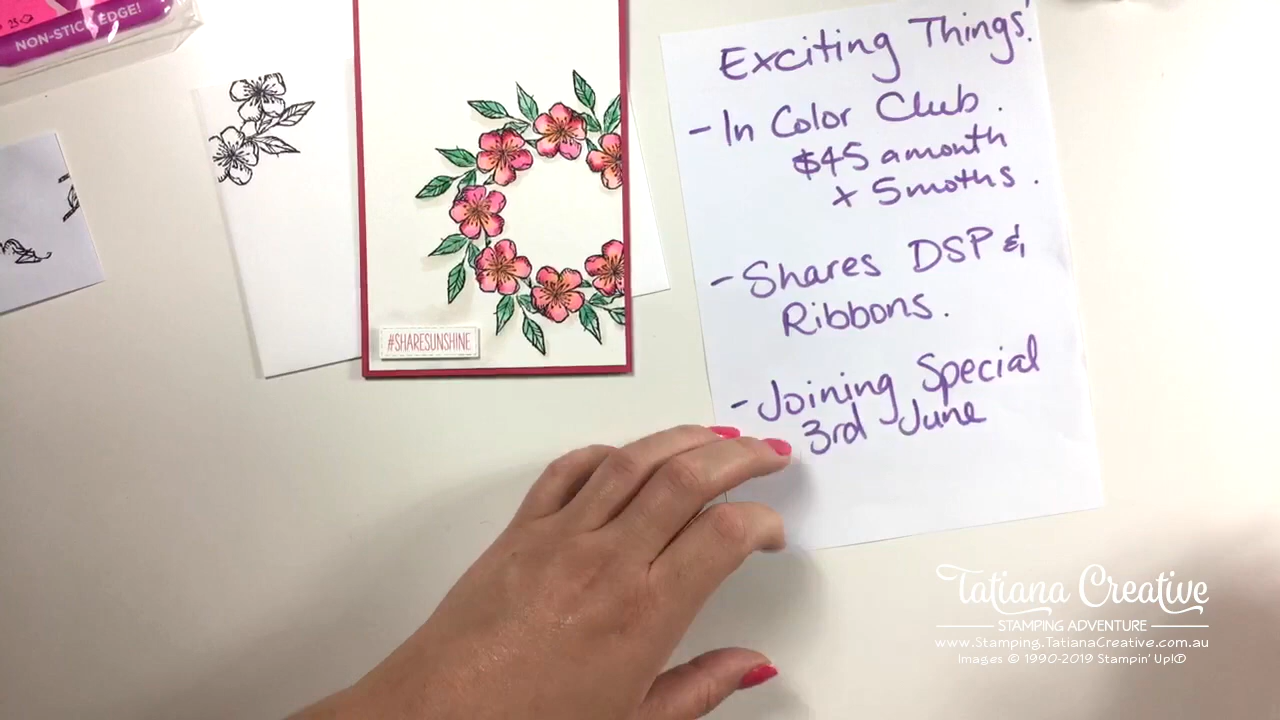 25
NON-STICK EDGE!
#SHARESUNSHINE
Exciting Things!
- In Color Club.
$45 a month
x 5 moths.
- Shares DSP &
Ribbons.
- Joining Special
3rd June
Tatiana Creative
STAMPING ADVENTURE
www.Stamping.TatianaCreative.com.au
Images © 1990-2019 Stampin' Up!®